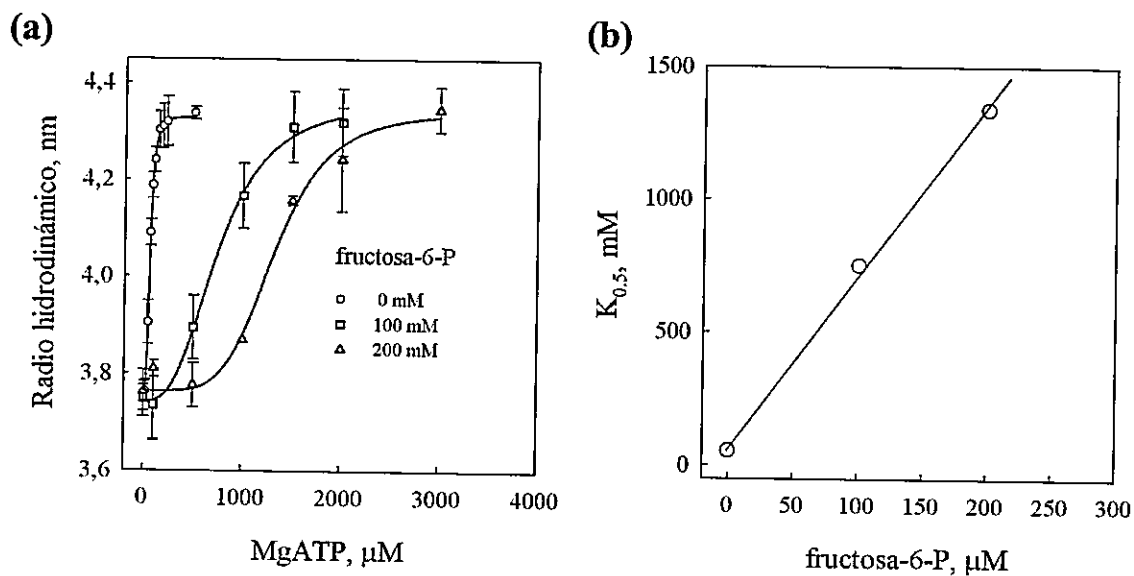 (a)
Radio hidrodinámico, nm
4,4
4,2
4,0
3,8
3,6
fructosa-6-P
0 mM
100 mM
200 mM
0 1000 2000 3000 4000
MgATP, μM
(b)
K0.5, mM
1500
1000
500
0
0 50 100 150 200 250 300
fructosa-6-P, μM